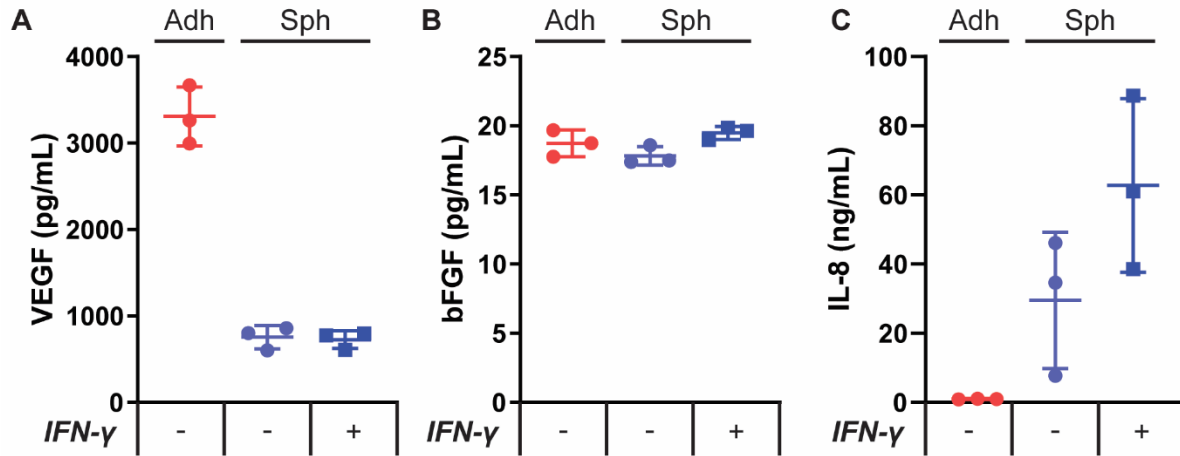 A Adh Sph
VEGF (pg/mL)
4000
3000
2000
1000
0
IFN-γ - - +
B Adh Sph
bFGF (pg/mL)
25
20
15
10
5
0
IFN-γ - - +
C Adh Sph
IL-8 (ng/mL)
100
80
60
40
20
0
IFN-γ - - +